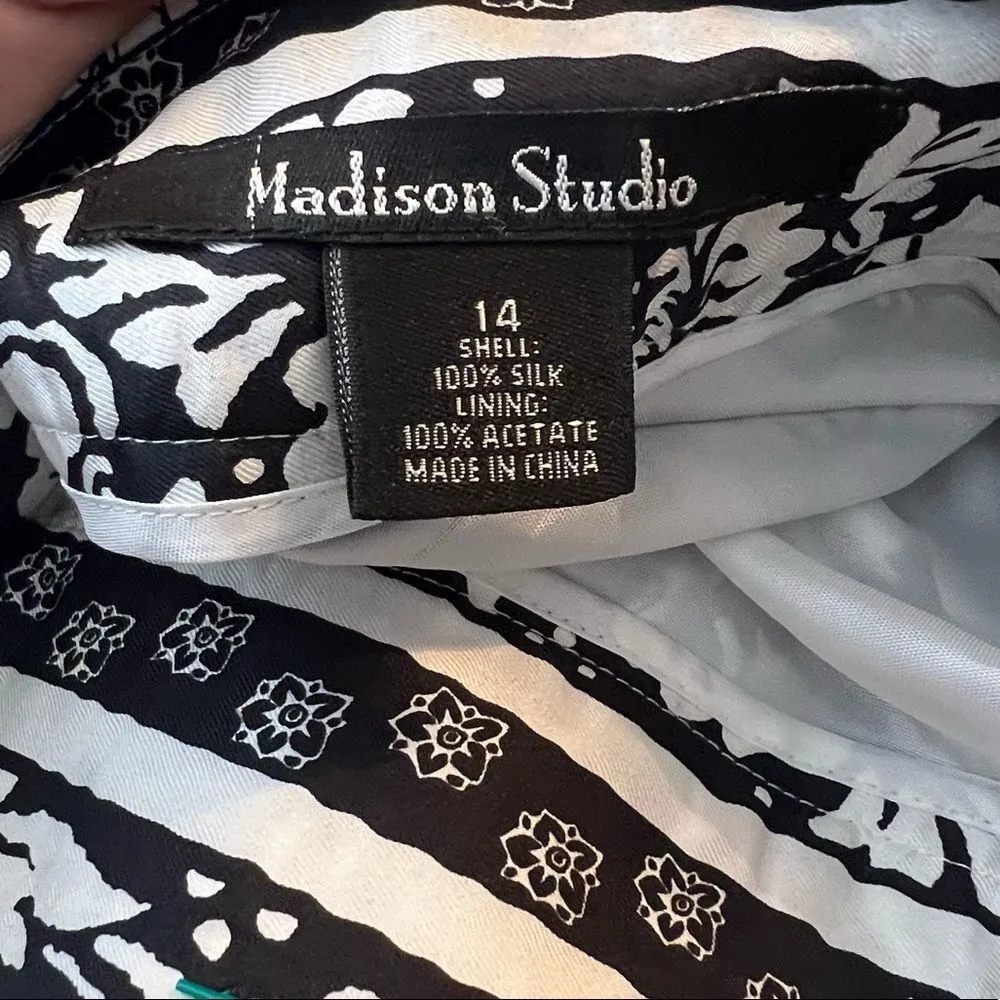 Madison Studio
14
SHELL:
100% SILK
LINING:
100% ACETATE
MADE IN CHINA